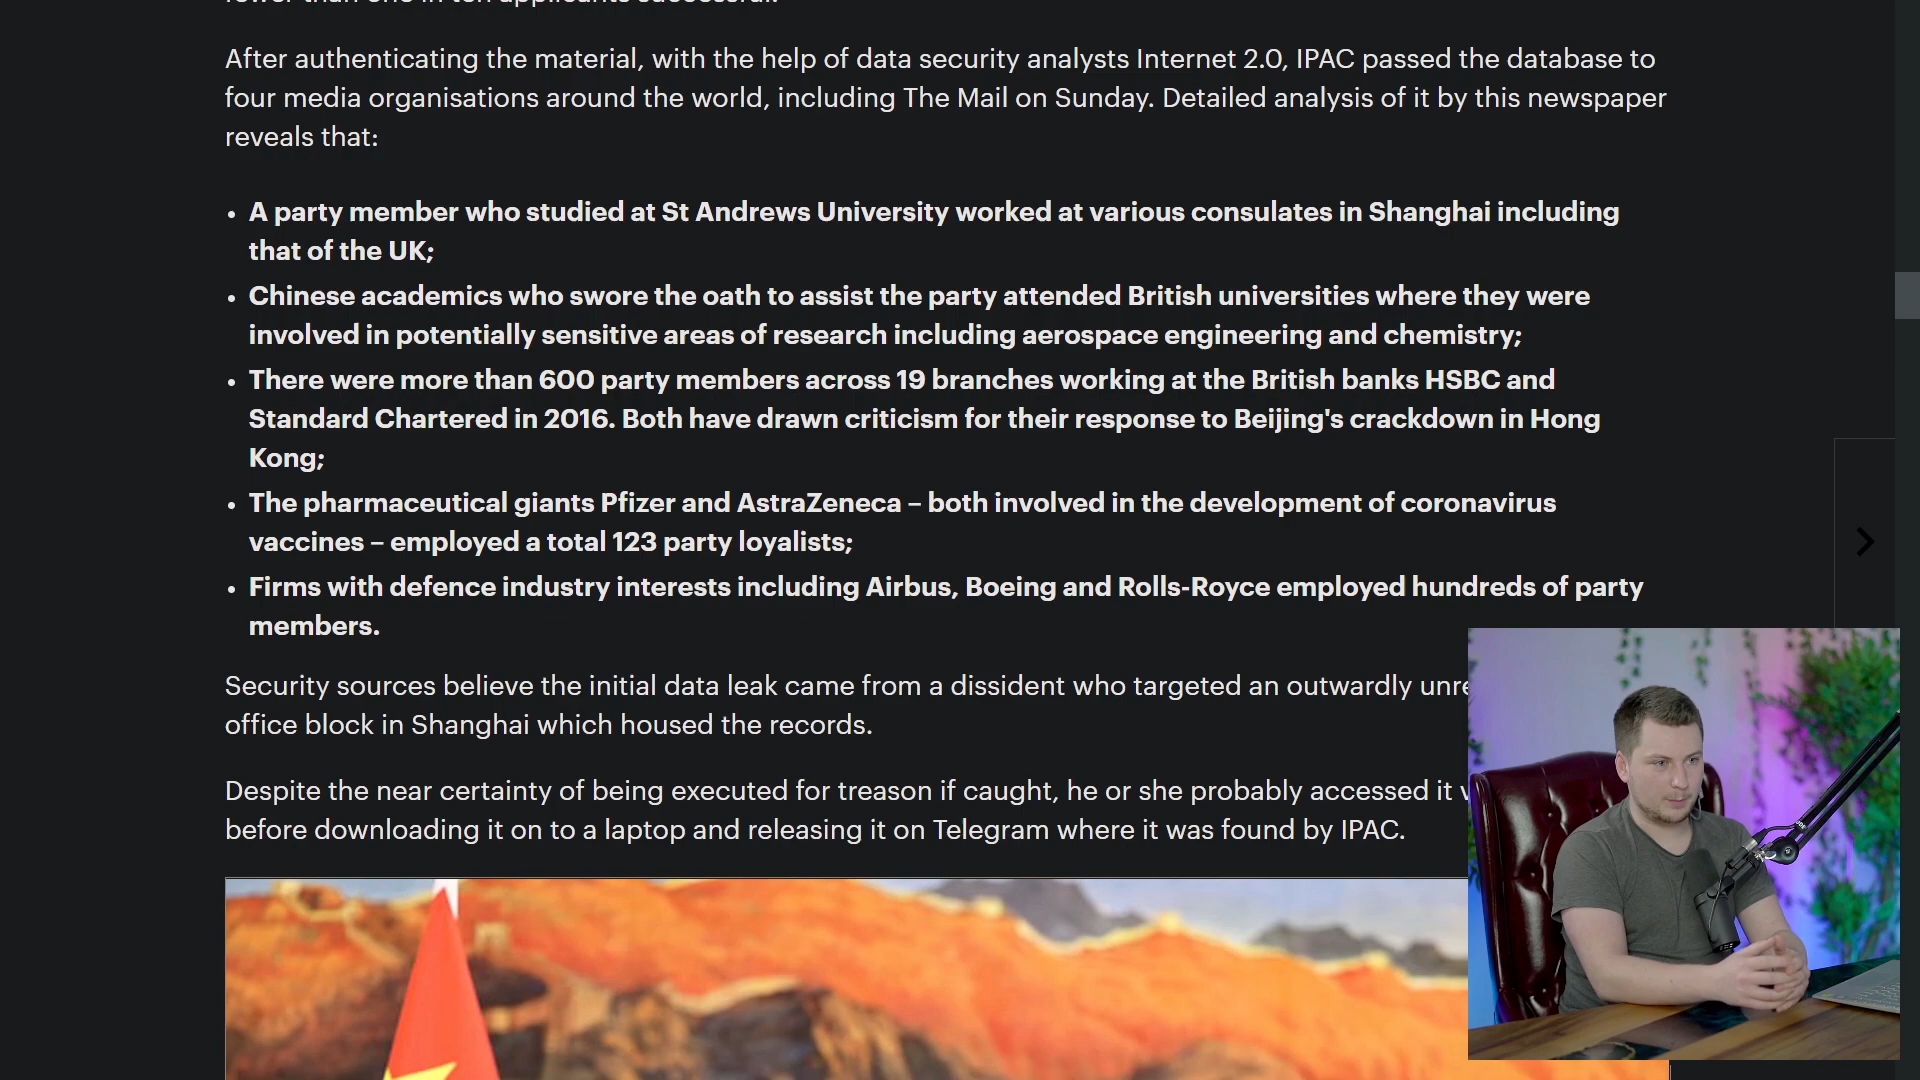 After authenticating the material, with the help of data security analysts Internet 2.0, IPAC passed the database to
four media organisations around the world, including The Mail on Sunday. Detailed analysis of it by this newspaper
reveals that:
• A party member who studied at St Andrews University worked at various consulates in Shanghai including
that of the UK;
• Chinese academics who swore the oath to assist the party attended British universities where they were
involved in potentially sensitive areas of research including aerospace engineering and chemistry;
• There were more than 600 party members across 19 branches working at the British banks HSBC and
Standard Chartered in 2016. Both have drawn criticism for their response to Beijing's crackdown in Hong
Kong;
• The pharmaceutical giants Pfizer and AstraZeneca – both involved in the development of coronavirus
vaccines – employed a total 123 party loyalists;
• Firms with defence industry interests including Airbus, Boeing and Rolls-Royce employed hundreds of party
members.
Security sources believe the initial data leak came from a dissident who targeted an outwardly
office block in Shanghai which housed the records.
Despite the near certainty of being executed for treason if caught, he or she probably accessed it
before downloading it on to a laptop and releasing it on Telegram where it was found by IPAC.